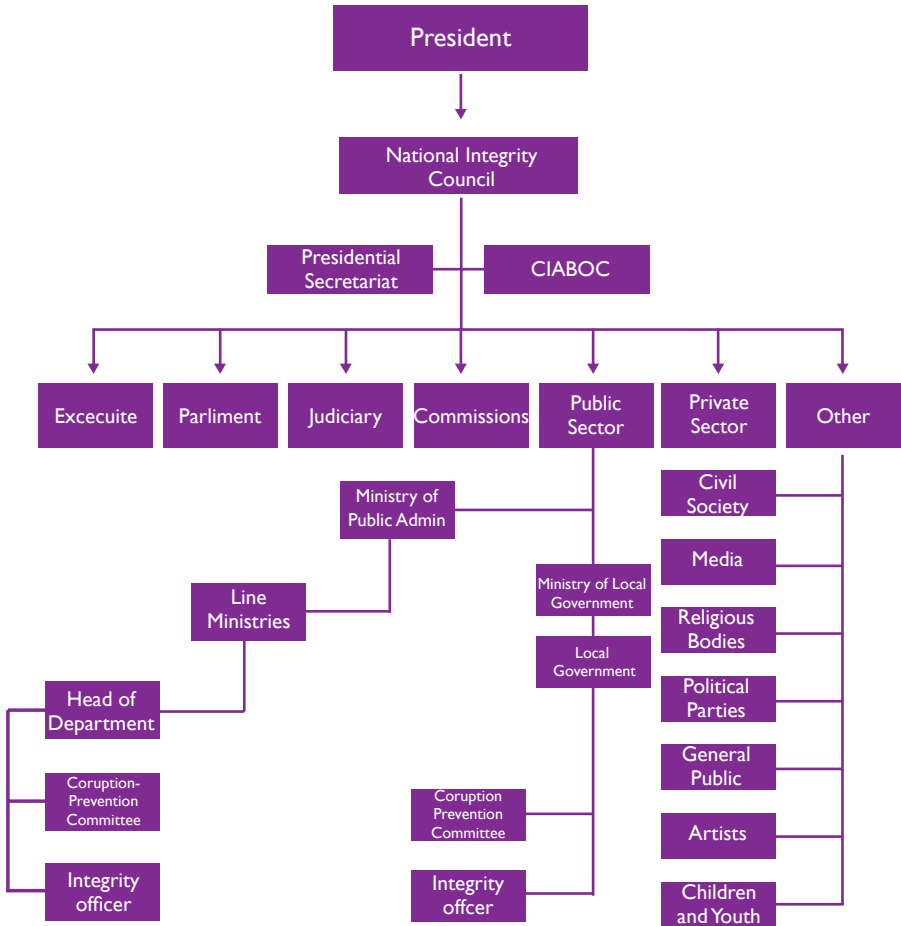 President
National Integrity
Council
Presidential
Secretariat
CIABOC
Excecuite
Parliment
Judiciary
Commissions
Public
Sector
Private
Sector
Other
Ministry of
Public Admin
Civil
Society
Media
Ministry of Local
Government
Line
Ministries
Religious
Bodies
Local
Government
Head of
Department
Political
Parties
General
Public
Coruption-
Prevention
Committee
Coruption
Prevention
Committee
Artists
Integrity
officer
Integrity
offcer
Children
and Youth